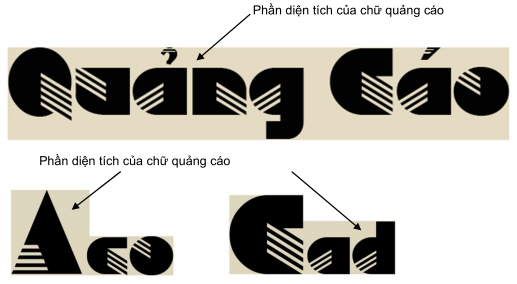 Phần diện tích của chữ quảng cáo
Quảng Cáo
Phần diện tích của chữ quảng cáo
Aco Cad